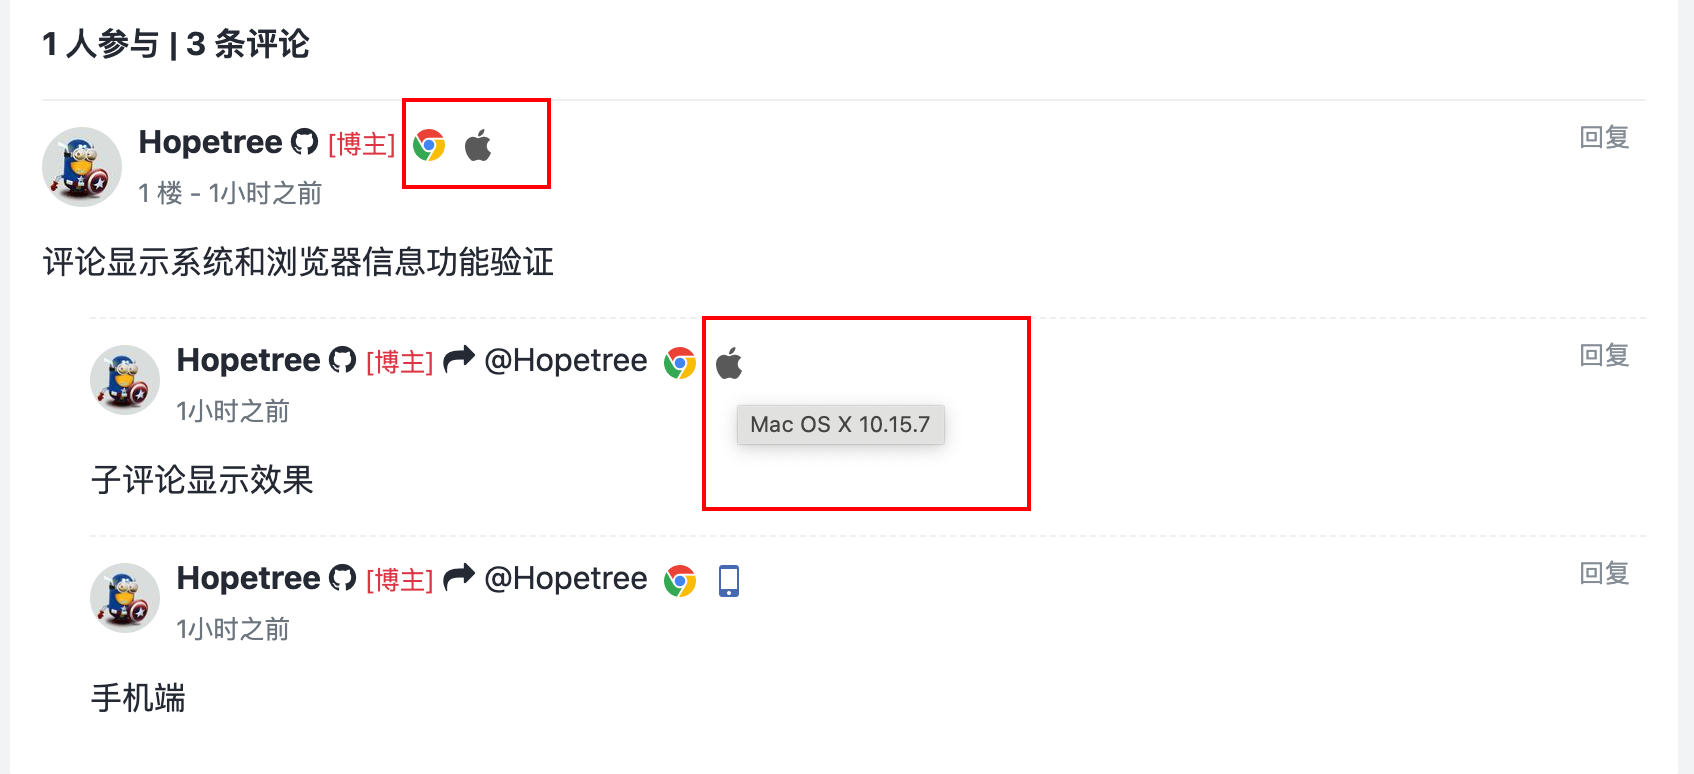 1 人参与 | 3 条评论
Hopetree [博主]
回复
1 楼 - 1小时之前
评论显示系统和浏览器信息功能验证
Hopetree [博主] @Hopetree
回复
1小时之前
Mac OS X 10.15.7
子评论显示效果
Hopetree [博主] @Hopetree
回复
1小时之前
手机端